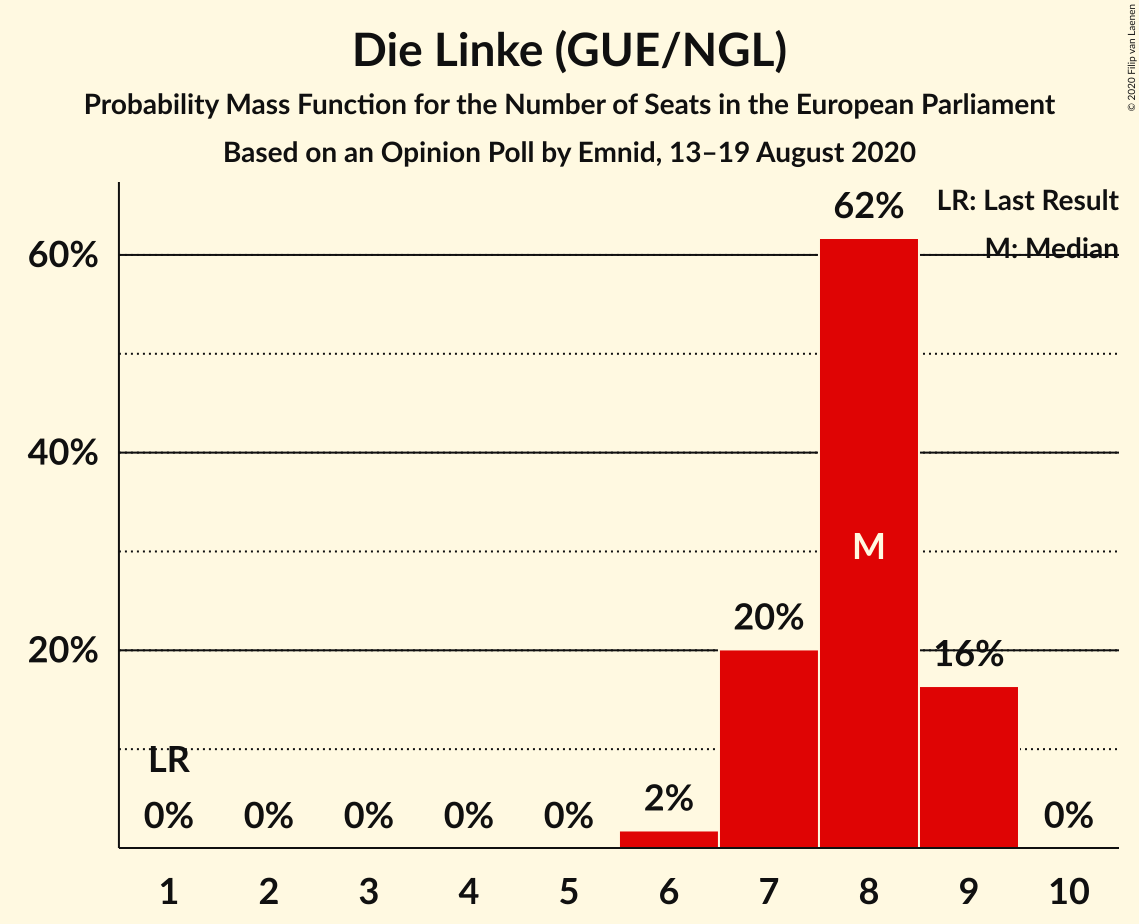 Die Linke (GUE/NGL)
Probability Mass Function for the Number of Seats in the European Parliament
Based on an Opinion Poll by Emnid, 13–19 August 2020
© 2020 Filip van Laenen
LR: Last Result
M: Median
60%
40%
20%
LR
0%
0%
0%
0%
0%
2%
20%
62%
M
16%
0%
1 2 3 4 5 6 7 8 9 10